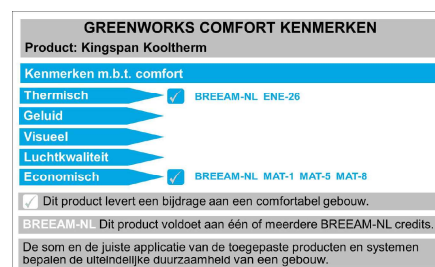 GREENWORKS COMFORT KENMERKEN
Product: Kingspan Kooltherm
Kenmerken m.b.t. comfort
Thermisch BREEAM-NL ENE-26
Geluid
Visueel
Luchtkwaliteit
Economisch BREEAM-NL MAT-1 MAT-5 MAT-8
Dit product levert een bijdrage aan een comfortabel gebouw.
BREEAM-NL Dit product voldoet aan één of meerdere BREEAM-NL credits.
De som en de juiste applicatie van de toegepaste producten en systemen
bepalen de uiteindelijke duurzaamheid van een gebouw.